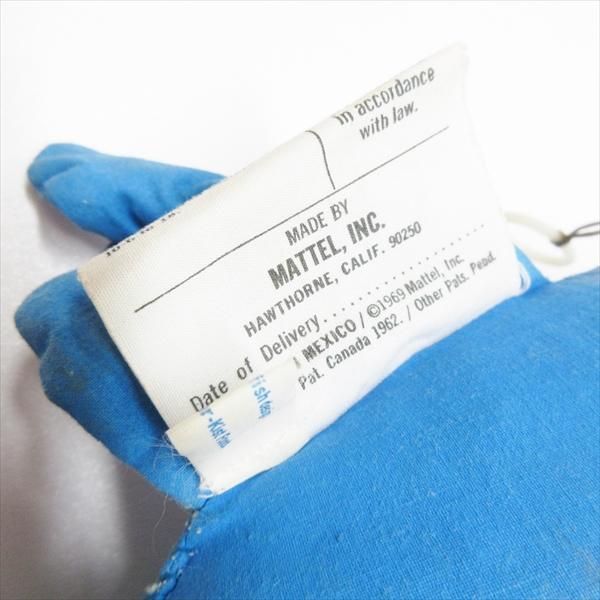 in accordance
with law.
MADE BY
MATTEL, INC.
HAWTHORNE, CALIF. 90250
Date of Delivery
MEXICO / ©1969 Mattel, Inc.
Pat. Canada 1962. / Other Pats. Pend.